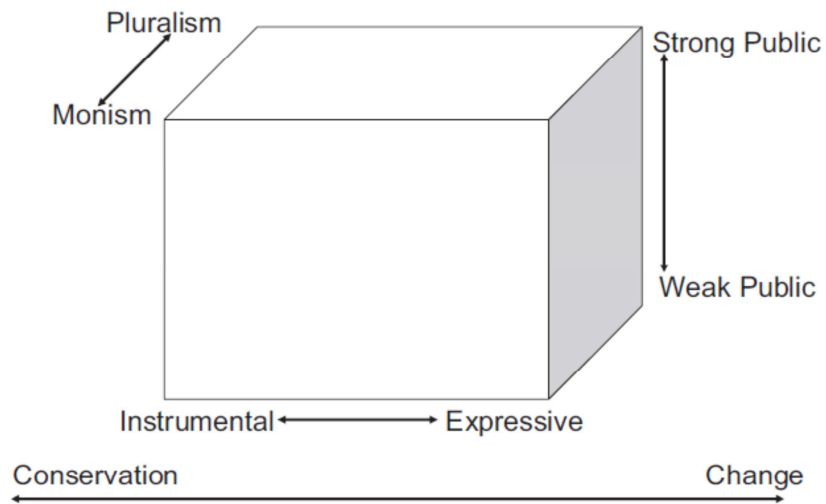 Pluralism
Strong Public
Monism
Weak Public
Instrumental
Expressive
Conservation
Change